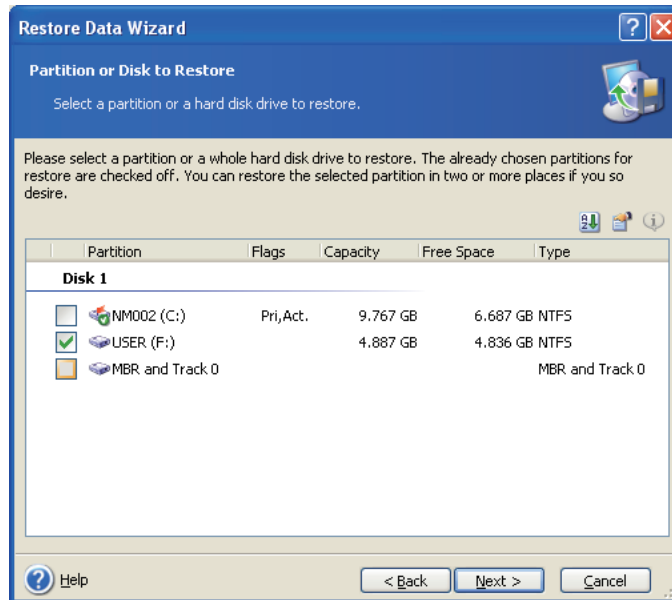 Restore Data Wizard
Partition or Disk to Restore
Select a partition or a hard disk drive to restore.
Please select a partition or a whole hard disk drive to restore. The already chosen partitions for
restore are checked off. You can restore the selected partition in two or more places if you so
desire.
Partition Flags Capacity Free Space Type
Disk 1
NM002 (C:) Pri,Act. 9.767 GB 6.687 GB NTFS
USER (F:) 4.887 GB 4.836 GB NTFS
MBR and Track 0 MBR and Track 0
Help < Back Next > Cancel